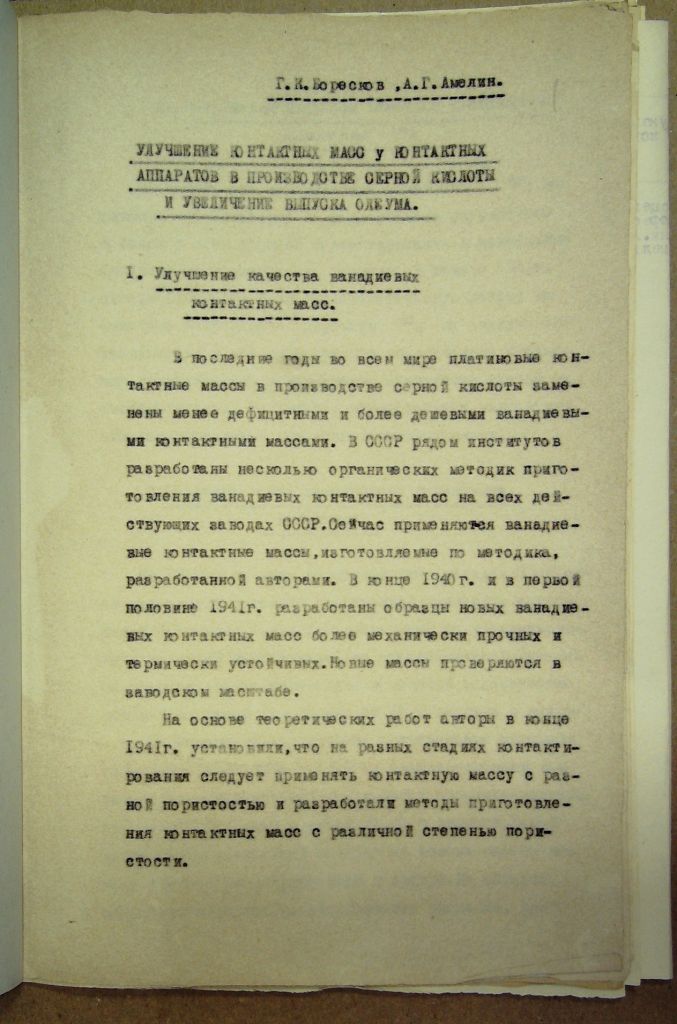 Г.К.Боресков ,А.Г.Амелин.
УЛУЧШЕНИЕ КОНТАКТНЫХ МАСС у КОНТАКТНЫХ
АППАРАТОВ В ПРОИЗВОДСТВЕ СЕРНОЙ КИСЛОТЫ
И УВЕЛИЧЕНИЕ ВЫПУСКА ОЛЕУМА.
I. Улучшение качества ванадиевых
контактных масс.
В последние годы во всем мире платиновые кон-
тактные массы в производстве серной кислоты заме-
нены менее дефицитными и более дешевыми ванадиевы-
ми контактными массами. В СССР рядом институтов
разработаны несколько органических методик приго-
товления ванадиевых контактных масс на всех дей-
ствующих заводах СССР.Сейчас применяются ванадие-
вые контактные массы,изготовляемые по методика,
разработанной авторами. В конце 1940г. и в первой
половине 1941г. разработаны образцы новых ванадие-
вых контактных масс более механически прочных и
термически устойчивых.Новые массы проверяются в
заводском масштабе.
На основе теоретических работ авторы в конце
1941г. установили,что на разных стадиях контакти-
рования следует применять контактную массу с раз-
ной пористостью и разработали методы приготовле-
ния контактных масс с различной степенью пори-
стости.